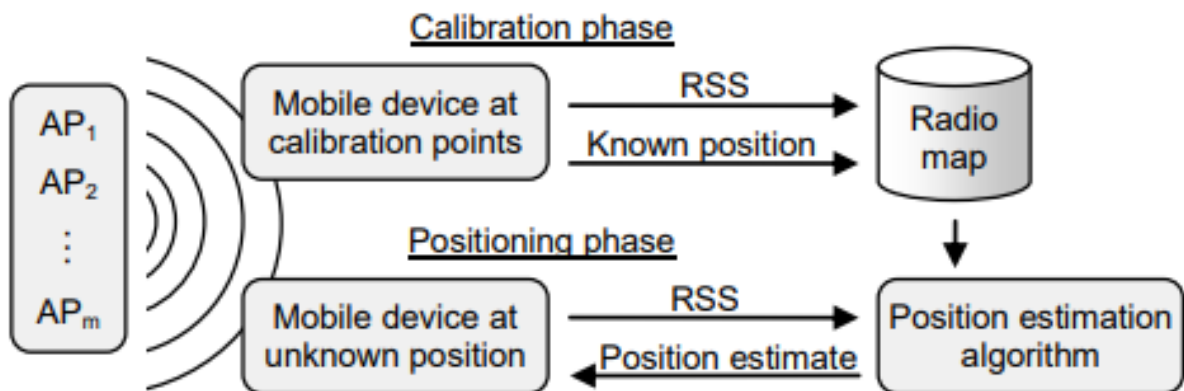 Calibration phase
AP₁
AP₂
⋮
APₘ
Mobile device at
calibration points
RSS
Known position
Radio
map
Positioning phase
Mobile device at
unknown position
RSS
Position estimate
Position estimation
algorithm